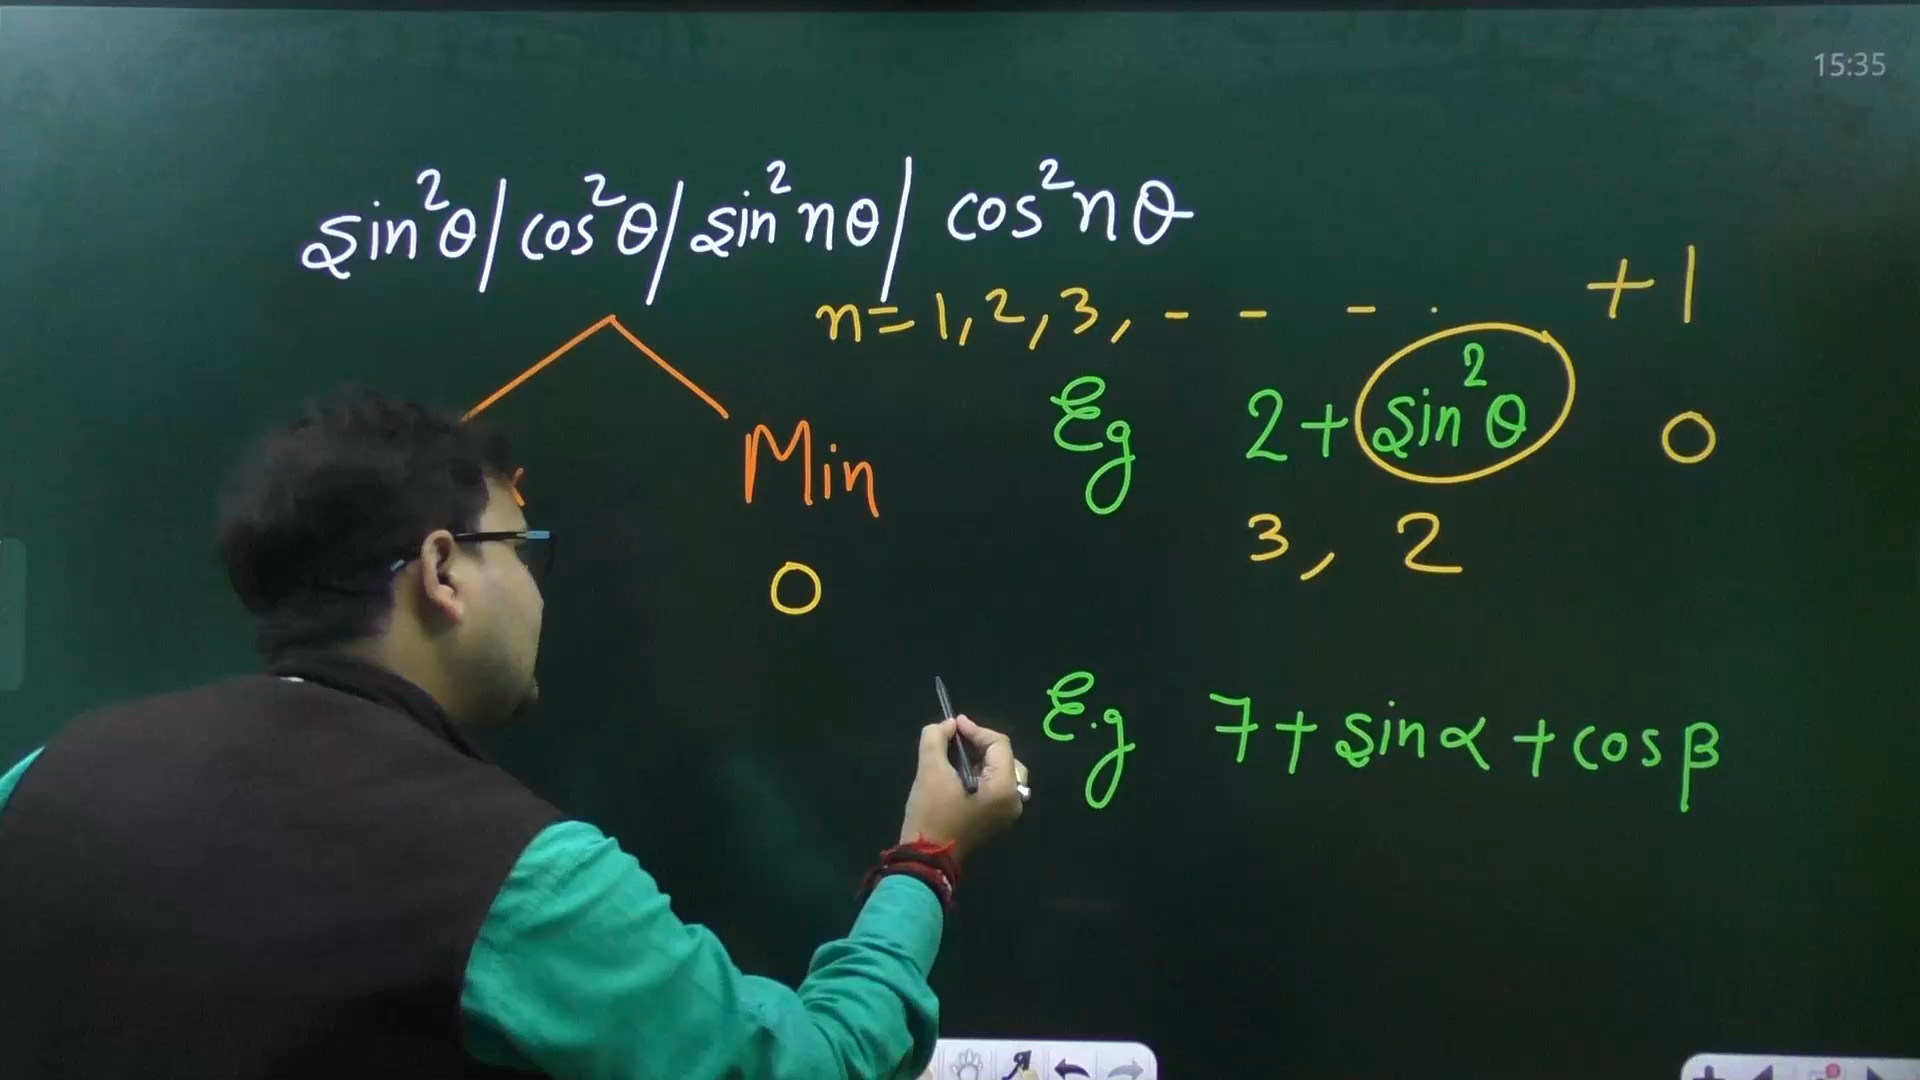 15:35
sin²θ/cos²θ/sin²nθ/cos²nθ
n=1,2,3,- - - .
+1
Eg 2+sin²θ
0
Min
3, 2
0
E.g 7+sinα+cosβ